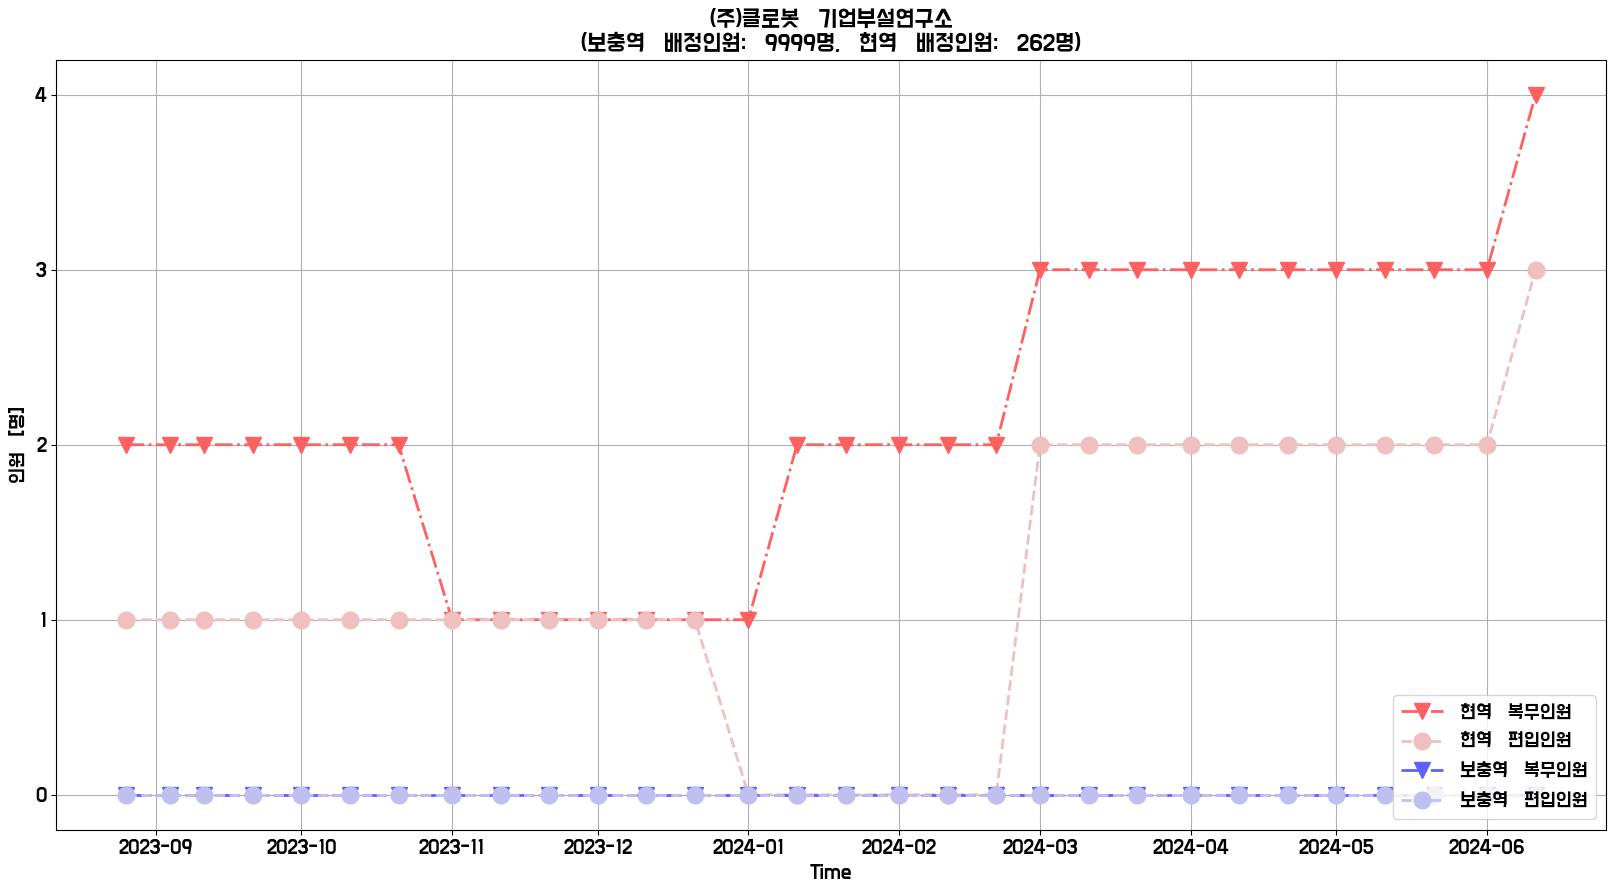 (주)클로봇 기업부설연구소
(보충역 배정인원: 9999명, 현역 배정인원: 262명)
4
3
2
1
0
인원 [명]
2023-09 2023-10 2023-11 2023-12 2024-01 2024-02 2024-03 2024-04 2024-05 2024-06
Time
현역 복무인원
현역 편입인원
보충역 복무인원
보충역 편입인원